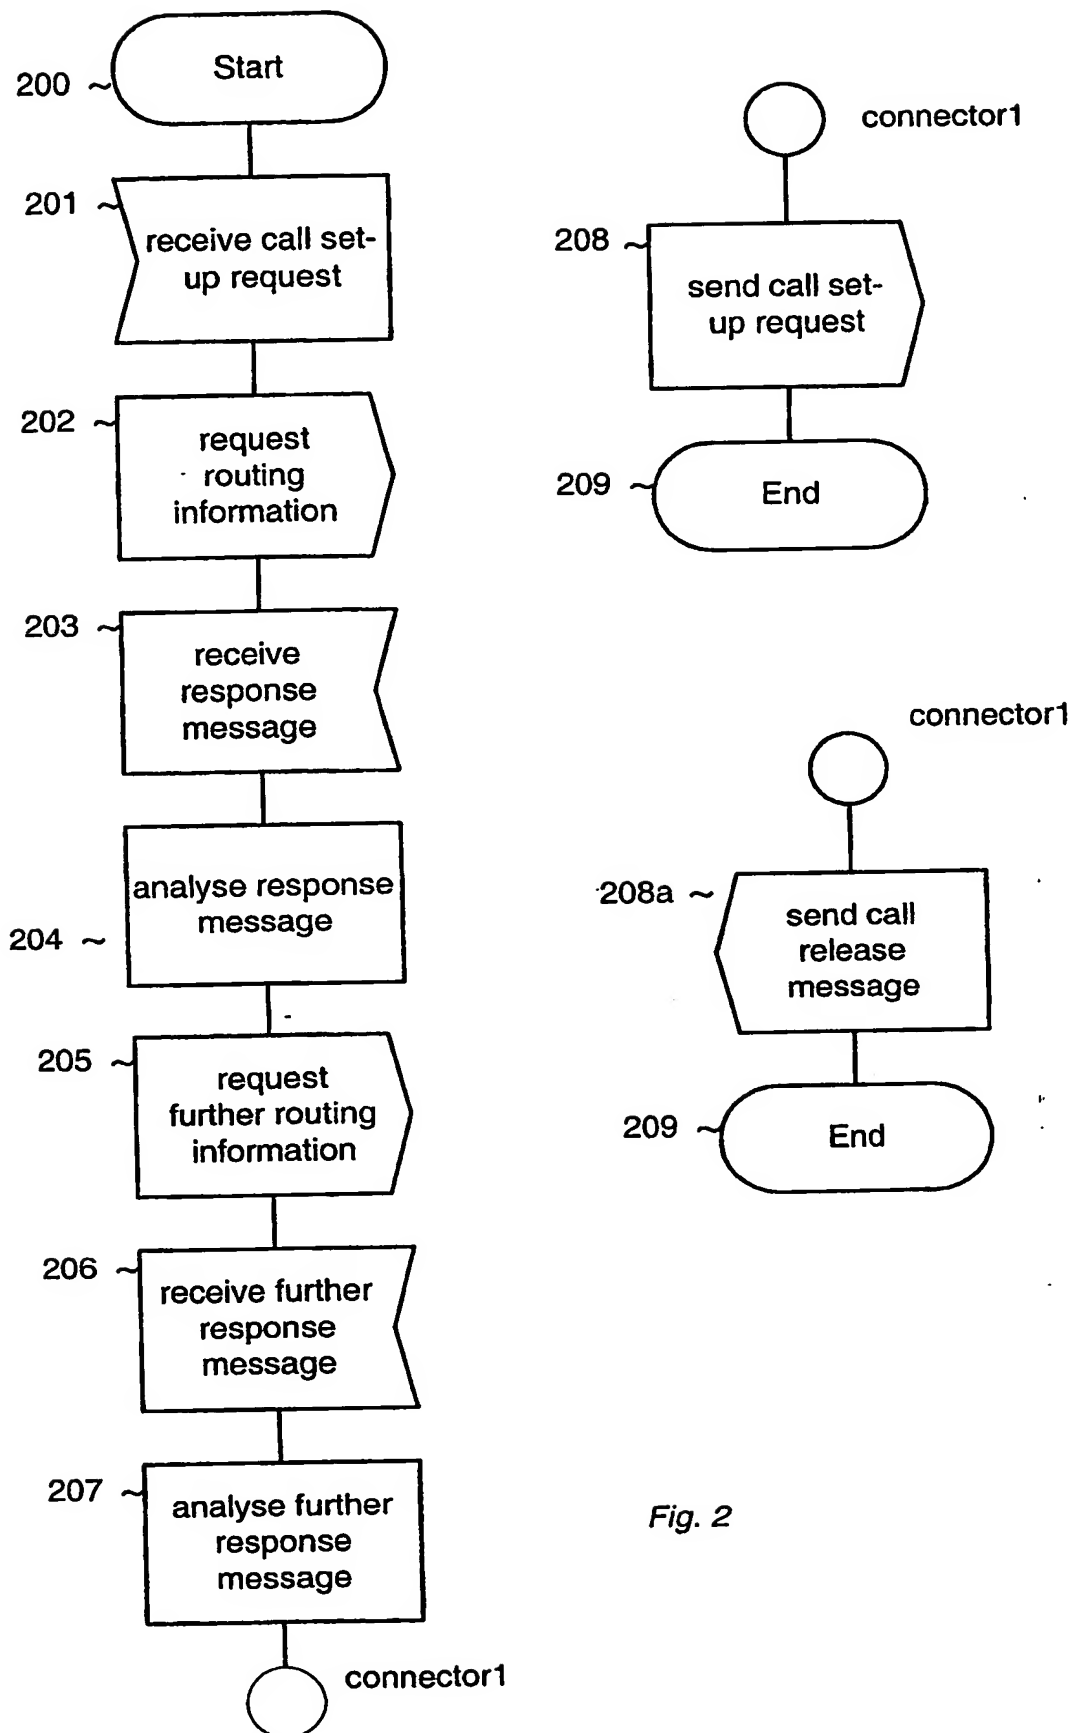 Start
200
201
receive call set-
up request
202
request
routing
information
203
receive
response
message
analyse response
message
204
205
request
further routing
information
206
receive further
response
message
207
analyse further
response
message
connector1
connector1
208
send call set-
up request
209
End
connector1
208a
send call
release
message
209
End
Fig. 2